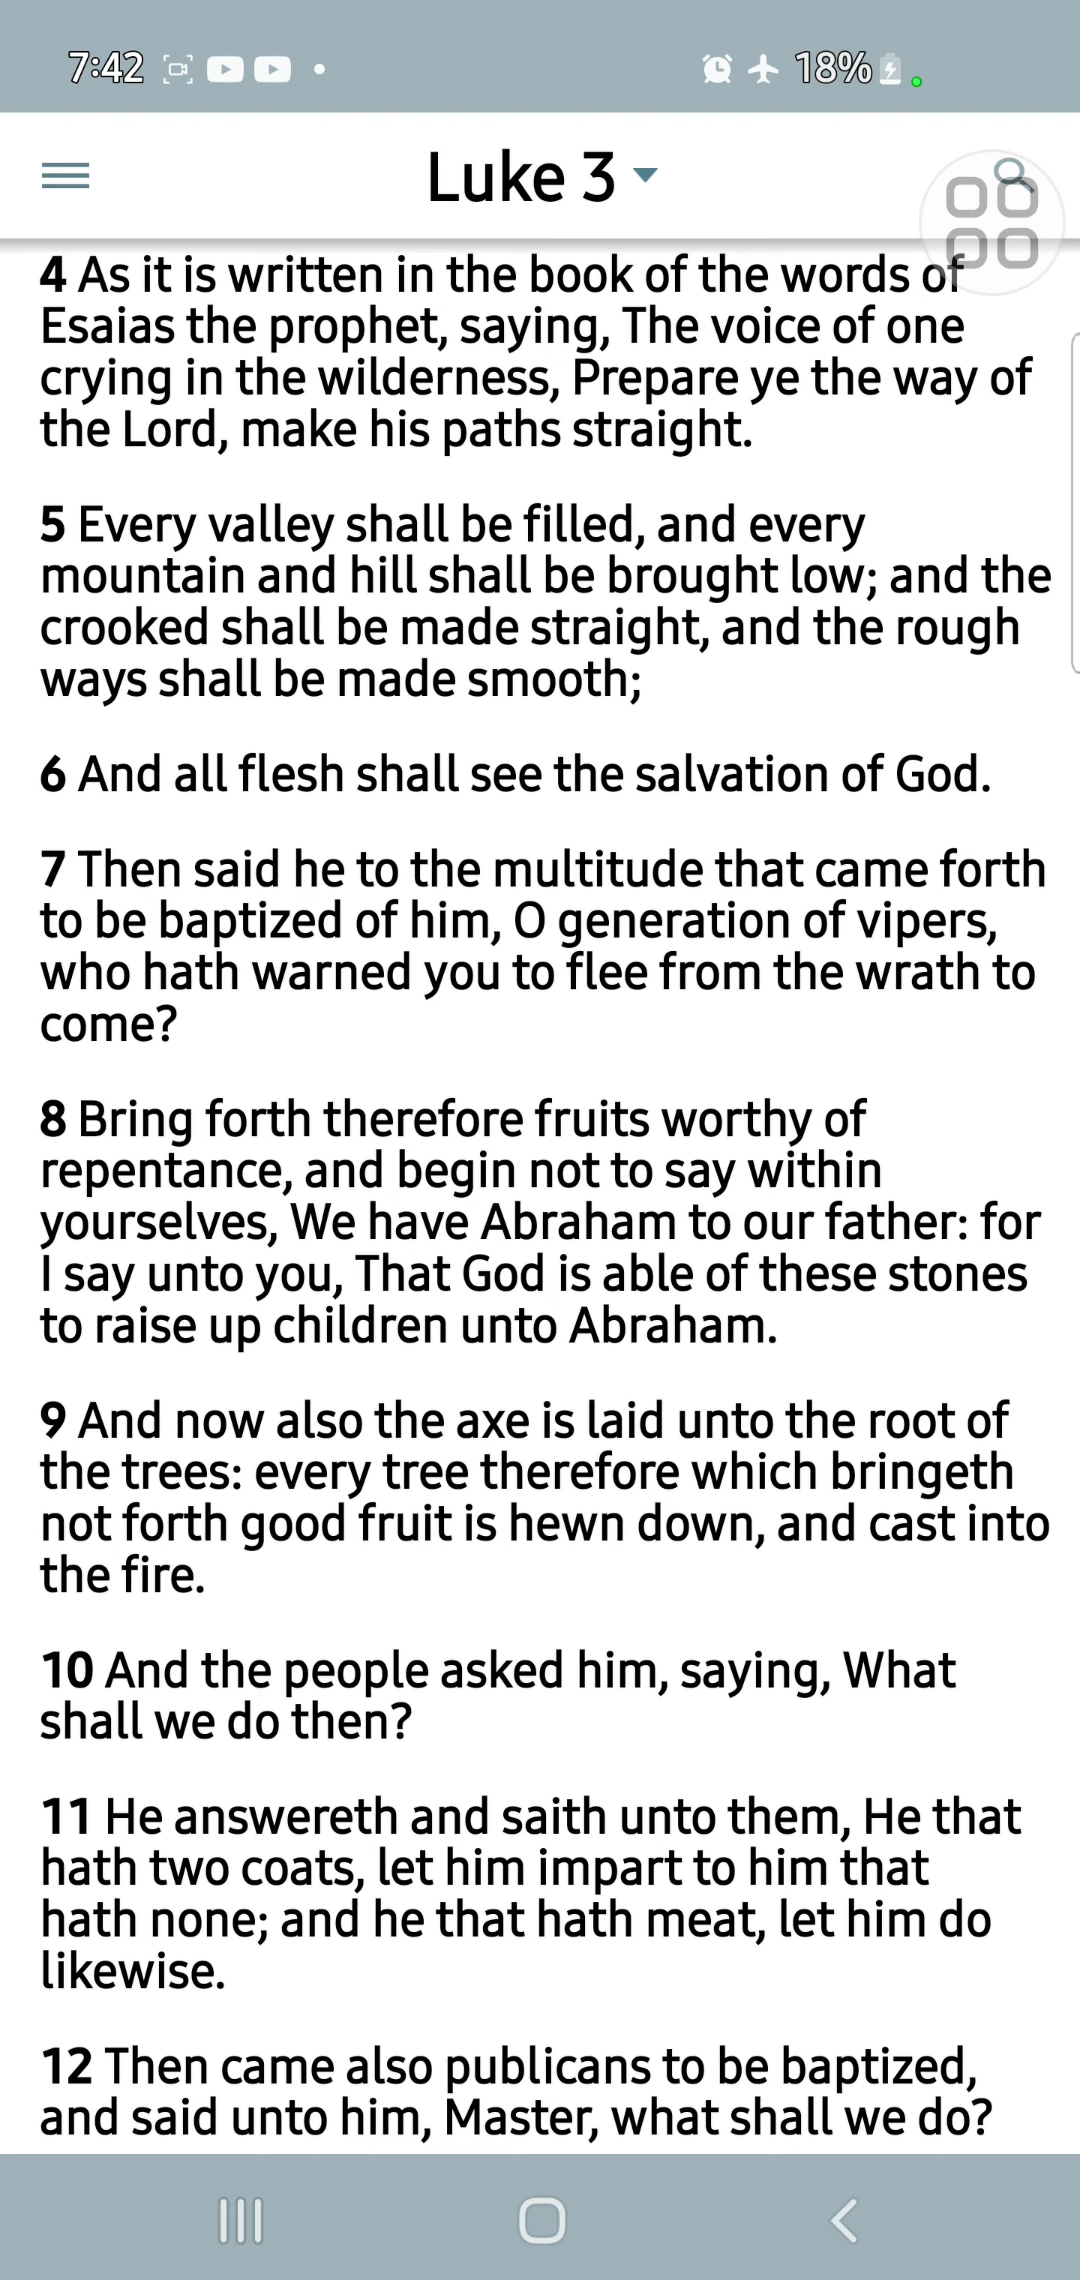 7:42
18%
Luke 3
4 As it is written in the book of the words of
Esaias the prophet, saying, The voice of one
crying in the wilderness, Prepare ye the way of
the Lord, make his paths straight.
5 Every valley shall be filled, and every
mountain and hill shall be brought low; and the
crooked shall be made straight, and the rough
ways shall be made smooth;
6 And all flesh shall see the salvation of God.
7 Then said he to the multitude that came forth
to be baptized of him, O generation of vipers,
who hath warned you to flee from the wrath to
come?
8 Bring forth therefore fruits worthy of
repentance, and begin not to say within
yourselves, We have Abraham to our father: for
I say unto you, That God is able of these stones
to raise up children unto Abraham.
9 And now also the axe is laid unto the root of
the trees: every tree therefore which bringeth
not forth good fruit is hewn down, and cast into
the fire.
10 And the people asked him, saying, What
shall we do then?
11 He answereth and saith unto them, He that
hath two coats, let him impart to him that
hath none; and he that hath meat, let him do
likewise.
12 Then came also publicans to be baptized,
and said unto him, Master, what shall we do?